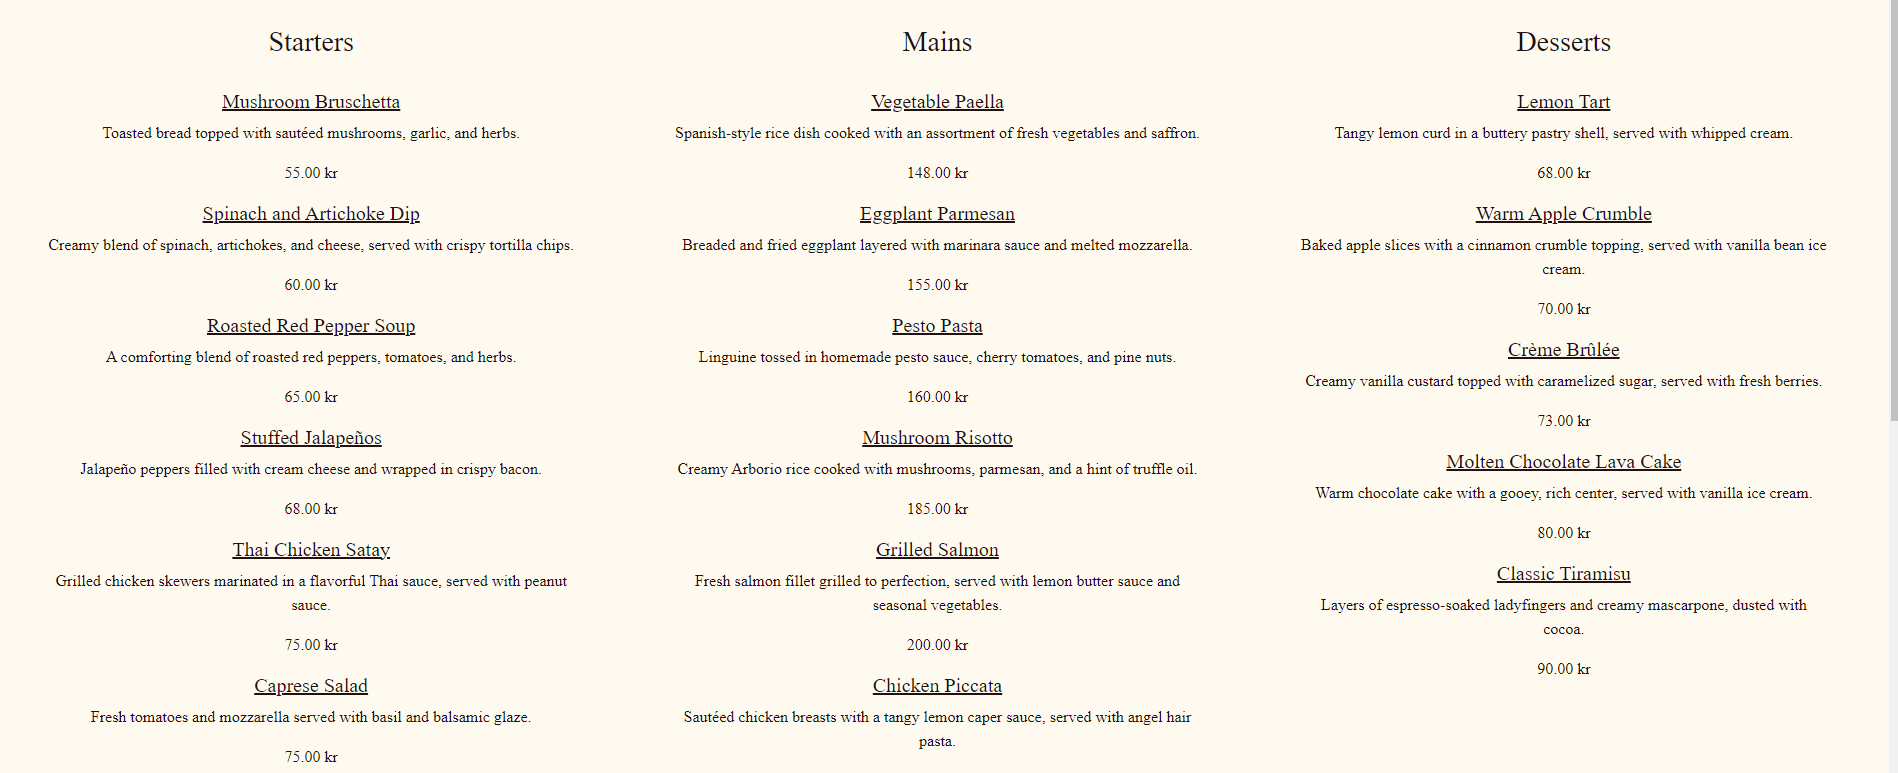 Starters
Mushroom Bruschetta
Toasted bread topped with sautéed mushrooms, garlic, and herbs.
55.00 kr
Spinach and Artichoke Dip
Creamy blend of spinach, artichokes, and cheese, served with crispy tortilla chips.
60.00 kr
Roasted Red Pepper Soup
A comforting blend of roasted red peppers, tomatoes, and herbs.
65.00 kr
Stuffed Jalapeños
Jalapeño peppers filled with cream cheese and wrapped in crispy bacon.
68.00 kr
Thai Chicken Satay
Grilled chicken skewers marinated in a flavorful Thai sauce, served with peanut
sauce.
75.00 kr
Caprese Salad
Fresh tomatoes and mozzarella served with basil and balsamic glaze.
75.00 kr
Mains
Vegetable Paella
Spanish-style rice dish cooked with an assortment of fresh vegetables and saffron.
148.00 kr
Eggplant Parmesan
Breaded and fried eggplant layered with marinara sauce and melted mozzarella.
155.00 kr
Pesto Pasta
Linguine tossed in homemade pesto sauce, cherry tomatoes, and pine nuts.
160.00 kr
Mushroom Risotto
Creamy Arborio rice cooked with mushrooms, parmesan, and a hint of truffle oil.
185.00 kr
Grilled Salmon
Fresh salmon fillet grilled to perfection, served with lemon butter sauce and
seasonal vegetables.
200.00 kr
Chicken Piccata
Sautéed chicken breasts with a tangy lemon caper sauce, served with angel hair
pasta.
Desserts
Lemon Tart
Tangy lemon curd in a buttery pastry shell, served with whipped cream.
68.00 kr
Warm Apple Crumble
Baked apple slices with a cinnamon crumble topping, served with vanilla bean ice
cream.
70.00 kr
Crème Brûlée
Creamy vanilla custard topped with caramelized sugar, served with fresh berries.
73.00 kr
Molten Chocolate Lava Cake
Warm chocolate cake with a gooey, rich center, served with vanilla ice cream.
80.00 kr
Classic Tiramisu
Layers of espresso-soaked ladyfingers and creamy mascarpone, dusted with
cocoa.
90.00 kr